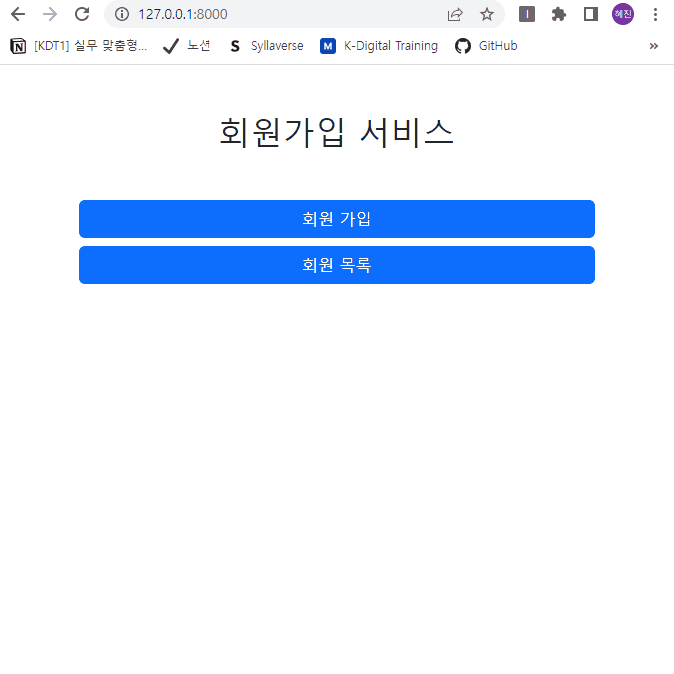 127.0.0.1:8000
혜진
[KDT1] 실무 맞춤형...
노션
S Syllaverse
M K-Digital Training
GitHub
회원가입 서비스
회원 가입
회원 목록